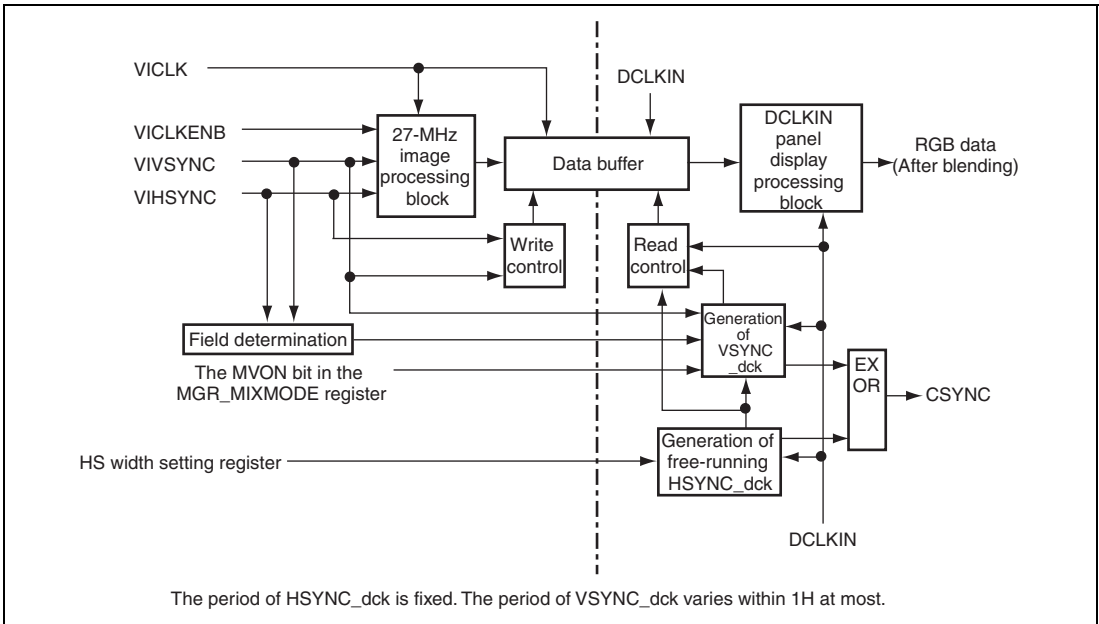 VICLK
DCLKIN
VICLKENB
VIVSYNC
VIHSYNC
27-MHz
image
processing
block
Data buffer
DCLKIN
panel
display
processing
block
RGB data
(After blending)
Write
control
Read
control
Field determination
Generation
of
VSYNC
_dck
The MVON bit in the
MGR_MIXMODE register
EX
OR
CSYNC
HS width setting register
Generation of
free-running
HSYNC_dck
DCLKIN
The period of HSYNC_dck is fixed. The period of VSYNC_dck varies within 1H at most.